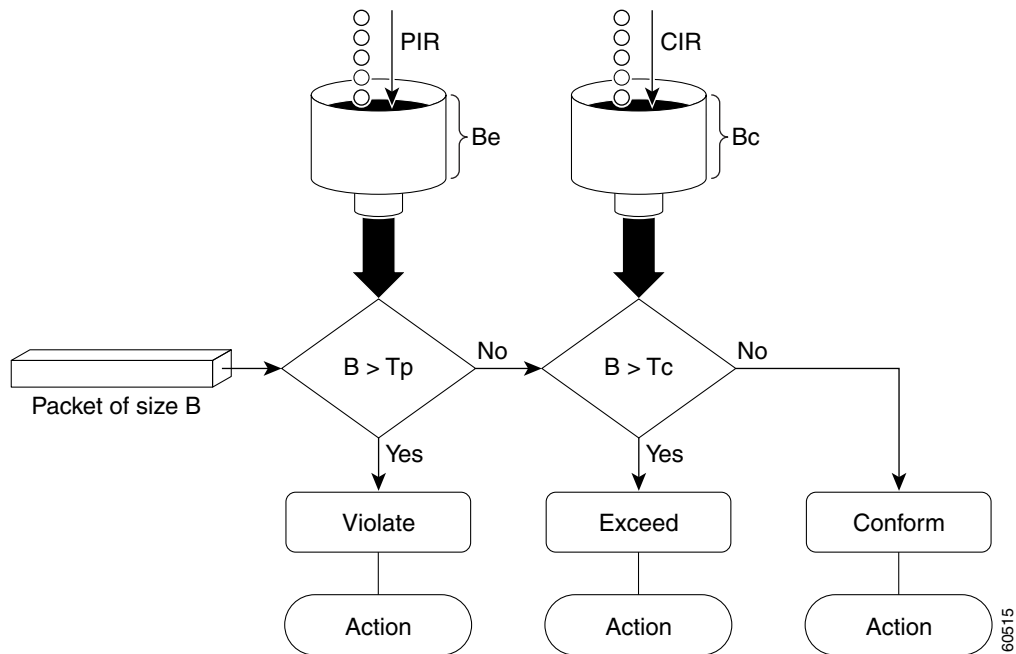 PIR
CIR
Be
Bc
B > Tp
No
B > Tc
No
Packet of size B
Yes
Yes
Violate
Exceed
Conform
Action
Action
Action
60515